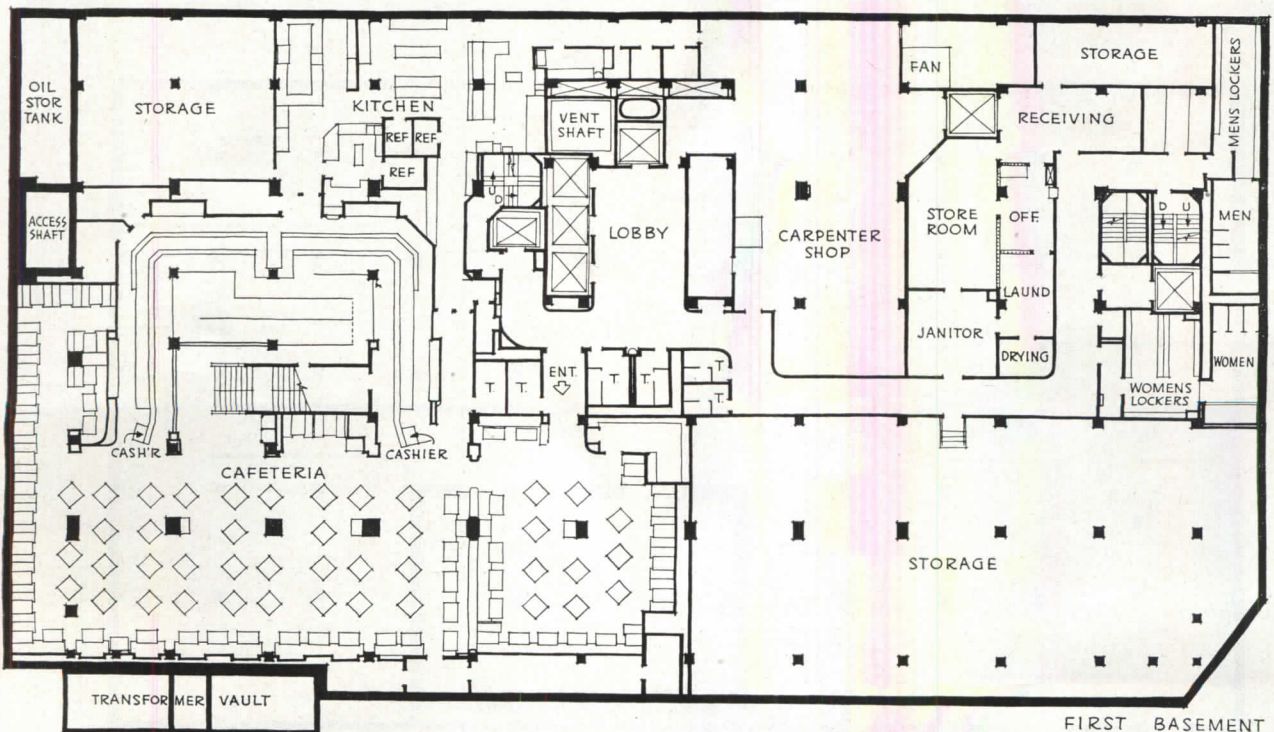 OIL
STOR
TANK
STORAGE
KITCHEN
REF REF
REF
VENT
SHAFT
FAN
STORAGE
RECEIVING
MENS LOCKERS
ACCESS
SHAFT
U
D
LOBBY
CARPENTER
SHOP
STORE
ROOM
OFF
D U
MEN
LAUND
JANITOR
DRYING
WOMEN
WOMENS
LOCKERS
T. T.
ENT.
T. T.
T.
T.
CASH'R
CASHIER
CAFETERIA
STORAGE
TRANSFORMER VAULT
FIRST BASEMENT